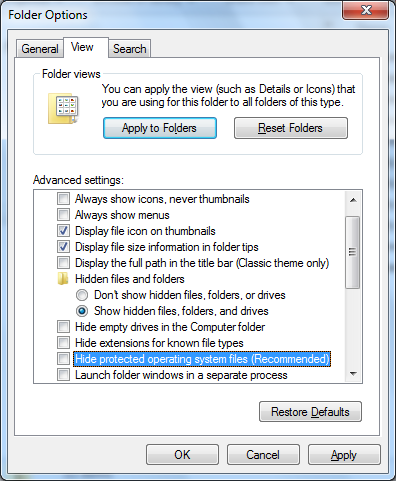 Folder Options
General
View
Search
Folder views
You can apply the view (such as Details or Icons) that
you are using for this folder to all folders of this type.
Apply to Folders
Reset Folders
Advanced settings:
Always show icons, never thumbnails
Always show menus
Display file icon on thumbnails
Display file size information in folder tips
Display the full path in the title bar (Classic theme only)
Hidden files and folders
Don't show hidden files, folders, or drives
Show hidden files, folders, and drives
Hide empty drives in the Computer folder
Hide extensions for known file types
Hide protected operating system files (Recommended)
Launch folder windows in a separate process
Restore Defaults
OK
Cancel
Apply